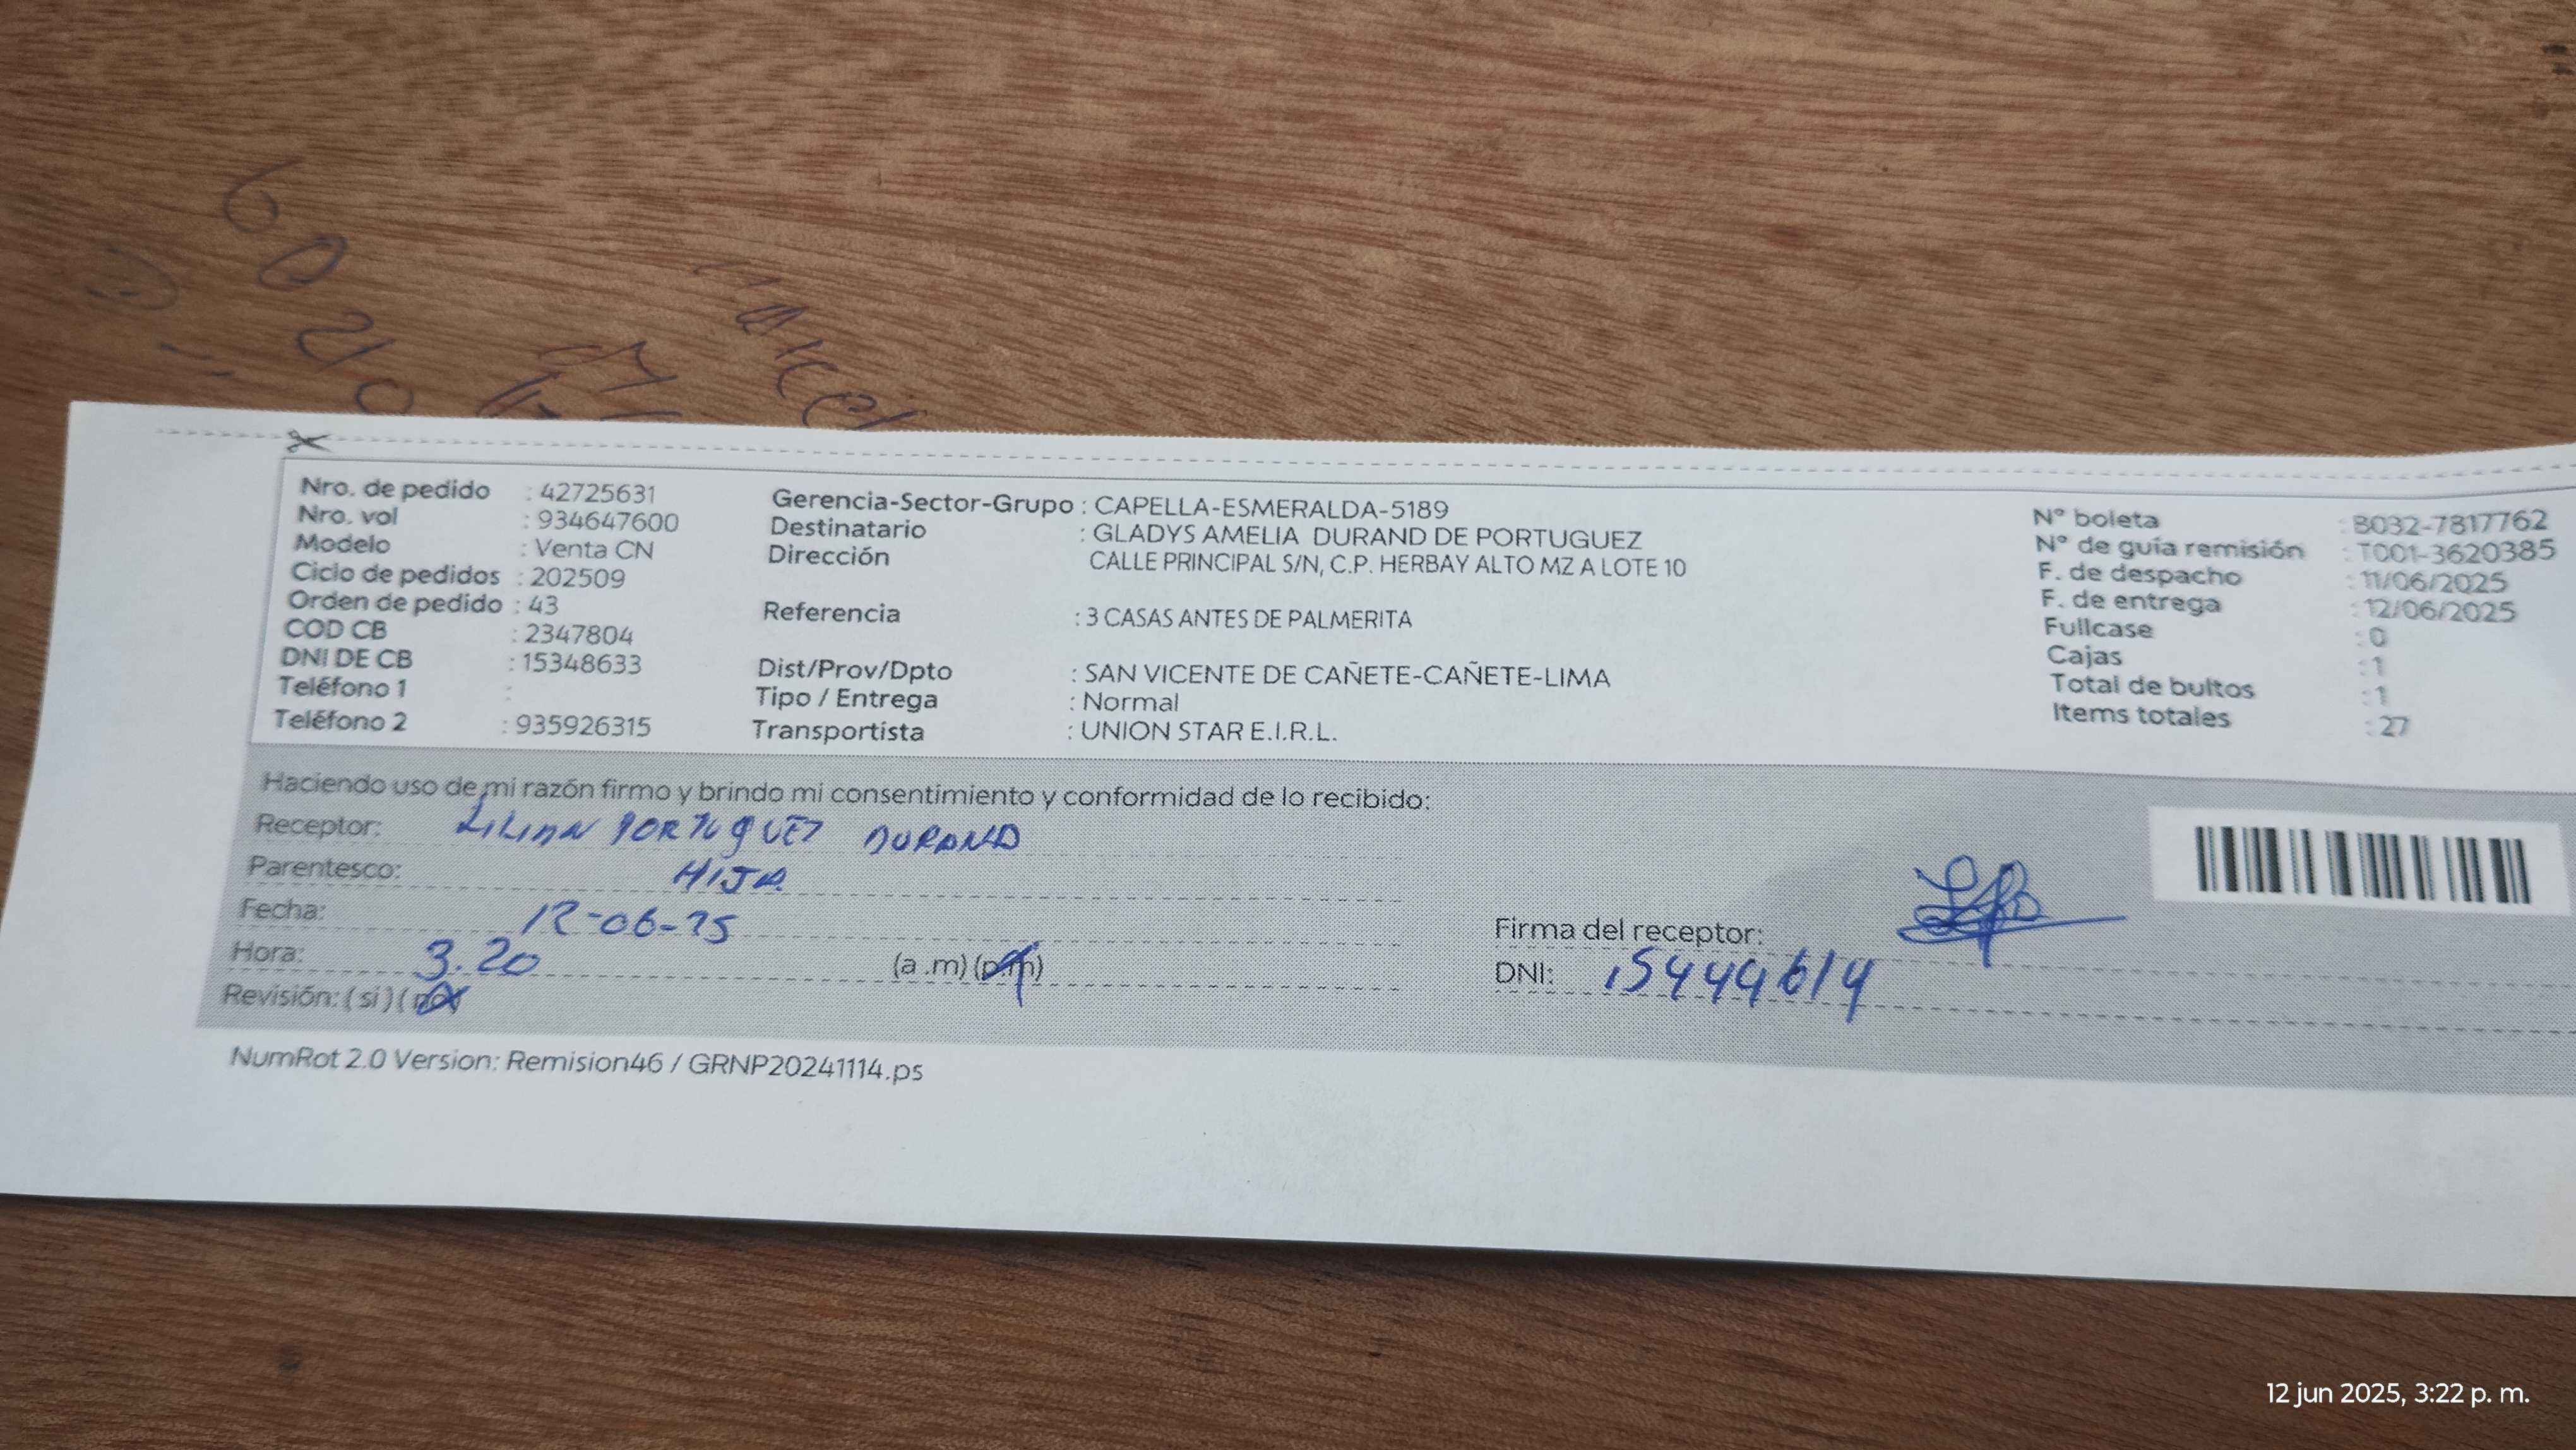 Nro. de pedido : 42725631
Nro. vol : 934647600
Modelo : Venta CN
Ciclo de pedidos : 202509
Orden de pedido : 43
COD CB : 2347804
DNI DE CB : 15348633
Teléfono 1 :
Teléfono 2 : 935926315
Gerencia-Sector-Grupo : CAPELLA-ESMERALDA-5189
Destinatario : GLADYS AMELIA DURAND DE PORTUGUEZ
Dirección CALLE PRINCIPAL S/N, C.P. HERBAY ALTO MZ A LOTE 10
Referencia : 3 CASAS ANTES DE PALMERITA
Dist/Prov/Dpto : SAN VICENTE DE CAÑETE-CAÑETE-LIMA
Tipo / Entrega : Normal
Transportista : UNION STAR E.I.R.L.
N° boleta : B032-7817762
N° de guía remisión : T001-3620385
F. de despacho : 11/06/2025
F. de entrega : 12/06/2025
Fullcase : 0
Cajas : 1
Total de bultos : 1
Items totales : 27
Haciendo uso de mi razón firmo y brindo mi consentimiento y conformidad de lo recibido:
Receptor: LILIAN PORTUGUEZ DURAND
Parentesco: HIJA
Fecha: 12-06-25
Hora: 3.20 (a.m) (p.m)
Revisión: (si) (no)
Firma del receptor:
DNI: 15444614
NumRot 2.0 Version: Remision46 / GRNP20241114.ps
12 jun 2025, 3:22 p. m.